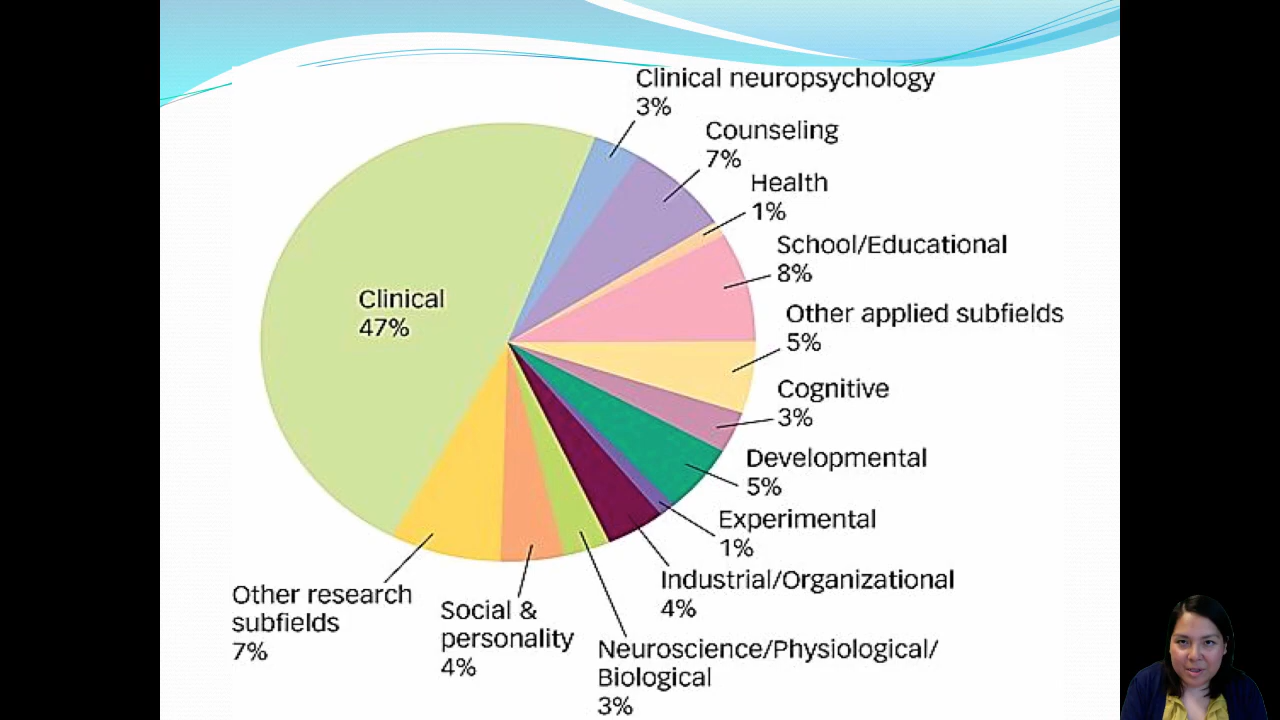 Clinical neuropsychology
3%
Counseling
7%
Health
1%
School/Educational
8%
Other applied subfields
5%
Clinical
47%
Cognitive
3%
Developmental
5%
Experimental
1%
Industrial/Organizational
4%
Other research
subfields
7%
Social &
personality
4%
Neuroscience/Physiological/
Biological
3%